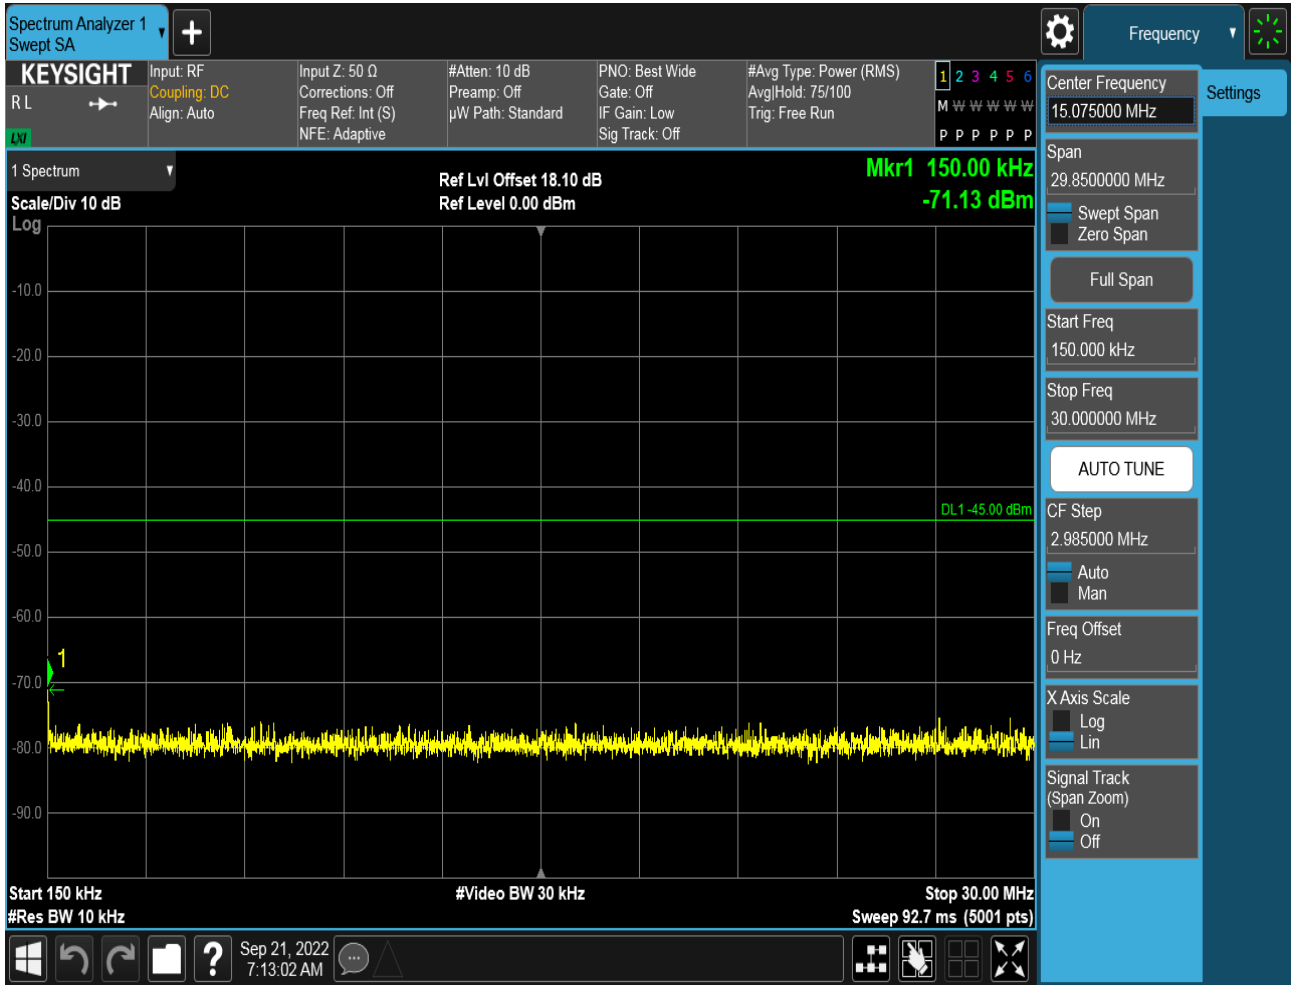 Spectrum Analyzer 1
Swept SA
Frequency
KEYSIGHT
R L
LXI
Input: RF
Coupling: DC
Align: Auto
Input Z: 50 Ω
Corrections: Off
Freq Ref: Int (S)
NFE: Adaptive
#Atten: 10 dB
Preamp: Off
µW Path: Standard
PNO: Best Wide
Gate: Off
IF Gain: Low
Sig Track: Off
#Avg Type: Power (RMS)
Avg|Hold: 75/100
Trig: Free Run
1 2 3 4 5 6
M W W W W W
P P P P P P
1 Spectrum
Scale/Div 10 dB
Log
Ref Lvl Offset 18.10 dB
Ref Level 0.00 dBm
Mkr1 150.00 kHz
-71.13 dBm
-10.0
-20.0
-30.0
-40.0
DL1 -45.00 dBm
-50.0
-60.0
1
-70.0
-80.0
-90.0
Start 150 kHz
#Video BW 30 kHz
Stop 30.00 MHz
#Res BW 10 kHz
Sweep 92.7 ms (5001 pts)
Center Frequency
15.075000 MHz
Settings
Span
29.8500000 MHz
Swept Span
Zero Span
Full Span
Start Freq
150.000 kHz
Stop Freq
30.000000 MHz
AUTO TUNE
CF Step
2.985000 MHz
Auto
Man
Freq Offset
0 Hz
X Axis Scale
Log
Lin
Signal Track
(Span Zoom)
On
Off
?
Sep 21, 2022
7:13:02 AM